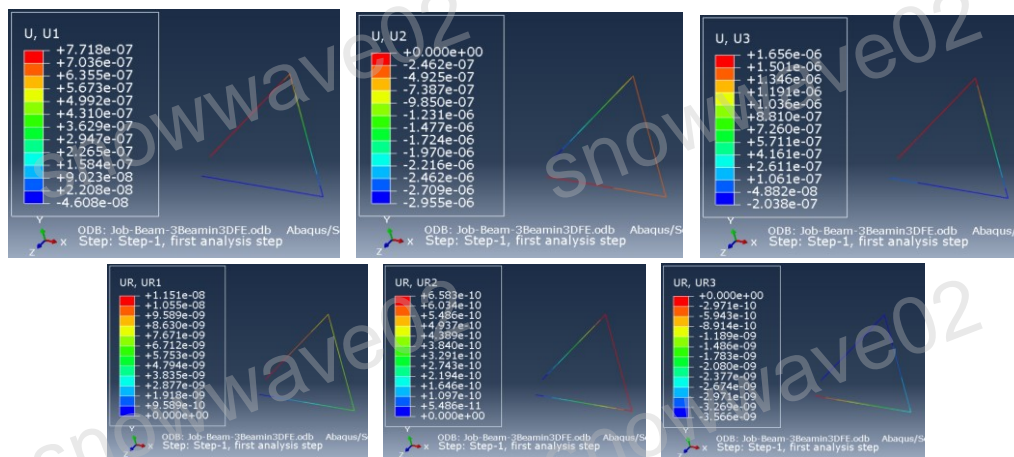 U, U1
+7.718e-07
+7.036e-07
+6.355e-07
+5.673e-07
+4.992e-07
+4.310e-07
+3.629e-07
+2.947e-07
+2.265e-07
+1.584e-07
+9.023e-08
+2.208e-08
-4.608e-08
Y
X
Z
ODB: Job-Beam-3Beamin3DFE.odb Abaqus/S
Step: Step-1, first analysis step
U, U2
+0.000e+00
-2.462e-07
-4.925e-07
-7.387e-07
-9.850e-07
-1.231e-06
-1.477e-06
-1.724e-06
-1.970e-06
-2.216e-06
-2.462e-06
-2.709e-06
-2.955e-06
Y
X
Z
ODB: Job-Beam-3Beamin3DFE.odb Abaqus/S
Step: Step-1, first analysis step
U, U3
+1.656e-06
+1.501e-06
+1.346e-06
+1.191e-06
+1.036e-06
+8.810e-07
+7.260e-07
+5.711e-07
+4.161e-07
+2.611e-07
+1.061e-07
-4.882e-08
-2.038e-07
Y
X
Z
ODB: Job-Beam-3Beamin3DFE.odb Abaqus/
Step: Step-1, first analysis step
UR, UR1
+1.151e-08
+1.055e-08
+9.589e-09
+8.630e-09
+7.671e-09
+6.712e-09
+5.753e-09
+4.794e-09
+3.835e-09
+2.877e-09
+1.918e-09
+9.589e-10
+0.000e+00
Y
X
Z
ODB: Job-Beam-3Beamin3DFE.odb Abaqus/S
Step: Step-1, first analysis step
UR, UR2
+6.583e-10
+6.034e-10
+5.486e-10
+4.937e-10
+4.389e-10
+3.840e-10
+3.291e-10
+2.743e-10
+2.194e-10
+1.646e-10
+1.097e-10
+5.486e-11
+0.000e+00
Y
X
Z
ODB: Job-Beam-3Beamin3DFE.odb Abaqus/S
Step: Step-1, first analysis step
UR, UR3
+0.000e+00
-2.971e-10
-5.943e-10
-8.914e-10
-1.189e-09
-1.486e-09
-1.783e-09
-2.080e-09
-2.377e-09
-2.674e-09
-2.971e-09
-3.269e-09
-3.566e-09
Y
X
Z
ODB: Job-Beam-3Beamin3DFE.odb Abaqus/S
Step: Step-1, first analysis step
snowwave02
snowwave02
snowwave02
snowwave02